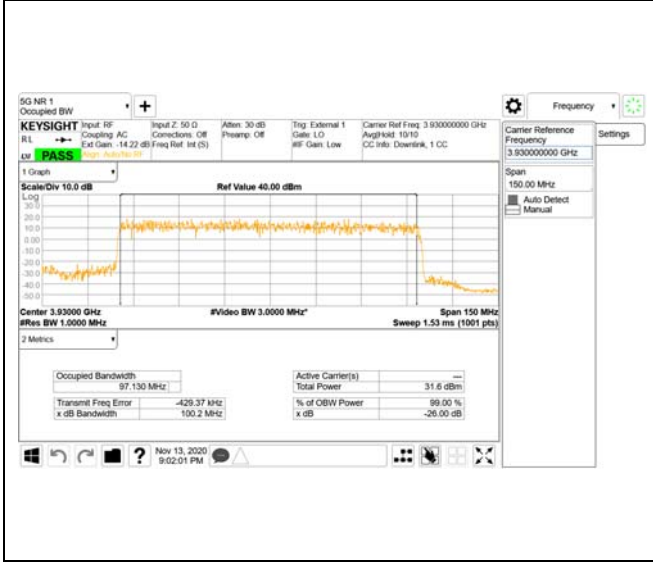 5G NR 1
Occupied BW
Frequency
KEYSIGHT
Input: RF
Input Z: 50 Ω
Atten: 30 dB
Trig: External 1
Carrier Ref Freq: 3.930000000 GHz
R L
Coupling: AC
Corrections: Off
Preamp: Off
Gate: LO
Avg|Hold: 10/10
Ext Gain: -14.22 dB
Freq Ref: Int (S)
#IF Gain: Low
CC Info: Downlink, 1 CC
PASS
Align: Auto/No RF
Carrier Reference
Frequency
3.930000000 GHz
Settings
Span
150.00 MHz
Auto Detect
Manual
1 Graph
Scale/Div 10.0 dB
Ref Value 40.00 dBm
Log
30.0
20.0
10.0
0.00
-10.0
-20.0
-30.0
-40.0
-50.0
Center 3.93000 GHz
#Video BW 3.0000 MHz*
Span 150 MHz
#Res BW 1.0000 MHz
Sweep 1.53 ms (1001 pts)
2 Metrics
Occupied Bandwidth
97.130 MHz
Transmit Freq Error -429.37 kHz
x dB Bandwidth 100.2 MHz
Active Carrier(s) ---
Total Power 31.6 dBm
% of OBW Power 99.00 %
x dB -26.00 dB
?
Nov 13, 2020
9:02:01 PM